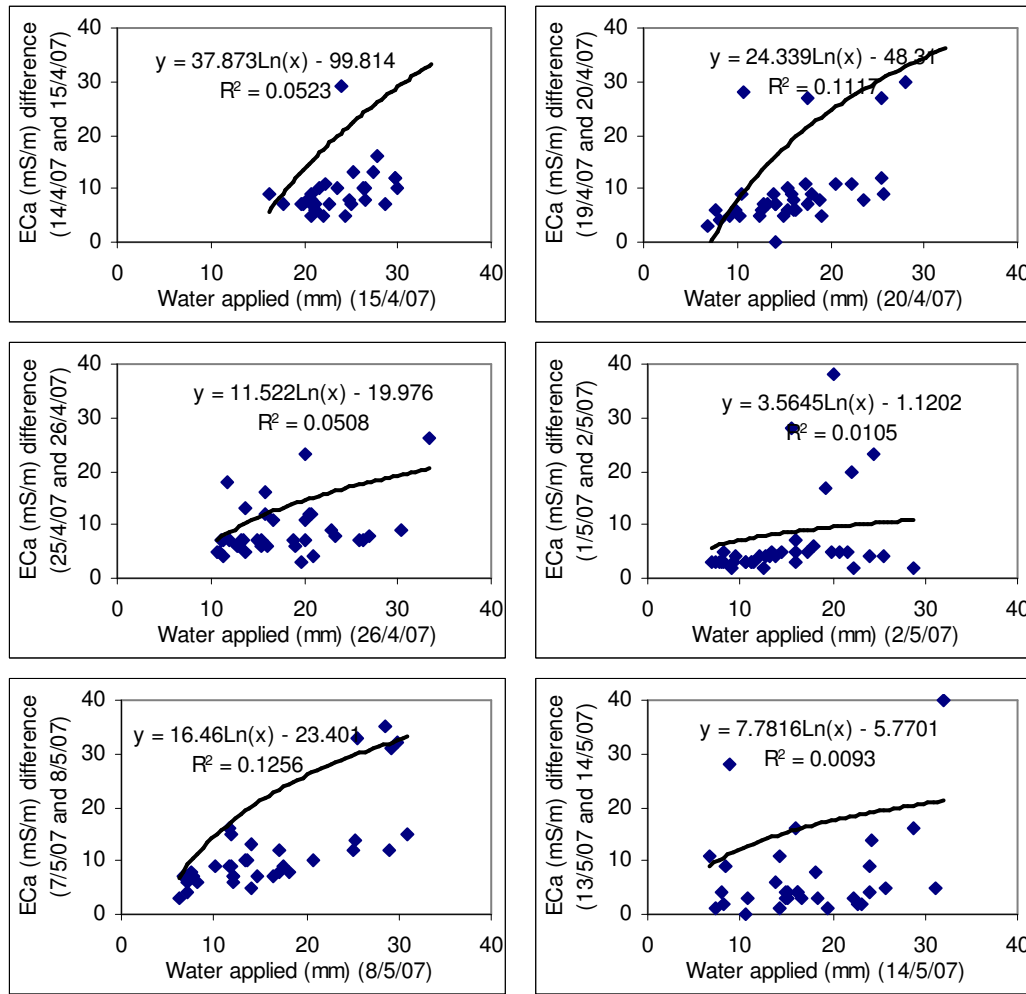 ECa (mS/m) difference
(14/4/07 and 15/4/07)
40
30
20
10
0
y = 37.873Ln(x) - 99.814
R² = 0.0523
0 10 20 30 40
Water applied (mm) (15/4/07)
ECa (mS/m) difference
(19/4/07 and 20/4/07)
40
30
20
10
0
y = 24.339Ln(x) - 48.31
R² = 0.1117
0 10 20 30 40
Water applied (mm) (20/4/07)
ECa (mS/m) difference
(25/4/07 and 26/4/07)
40
30
20
10
0
y = 11.522Ln(x) - 19.976
R² = 0.0508
0 10 20 30 40
Water applied (mm) (26/4/07)
ECa (mS/m) difference
(1/5/07 and 2/5/07)
40
30
20
10
0
y = 3.5645Ln(x) - 1.1202
R² = 0.0105
0 10 20 30 40
Water applied (mm) (2/5/07)
ECa (mS/m) difference
(7/5/07 and 8/5/07)
40
30
20
10
0
y = 16.46Ln(x) - 23.401
R² = 0.1256
0 10 20 30 40
Water applied (mm) (8/5/07)
ECa (mS/m) difference
(13/5/07 and 14/5/07)
40
30
20
10
0
y = 7.7816Ln(x) - 5.7701
R² = 0.0093
0 10 20 30 40
Water applied (mm) (14/5/07)